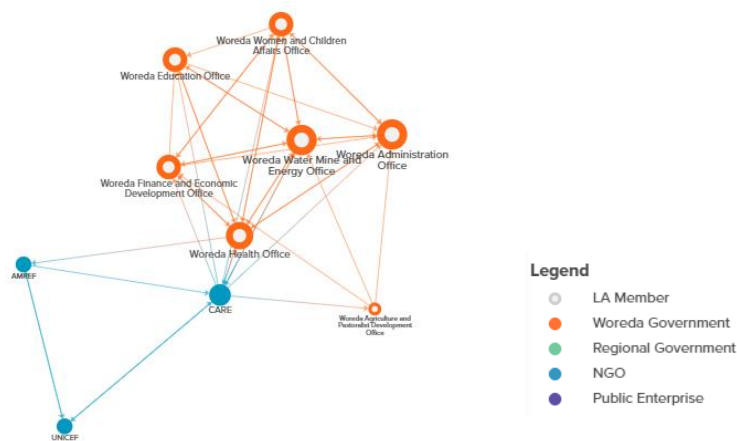 Woreda Women and Children
Affairs Office
Woreda Education Office
Woreda Water Mine and
Energy Office
Woreda Administration
Office
Woreda Finance and Economic
Development Office
Woreda Health Office
AMREF
CARE
Woreda Agriculture and
Pastoralist Development
Office
UNICEF
Legend
LA Member
Woreda Government
Regional Government
NGO
Public Enterprise